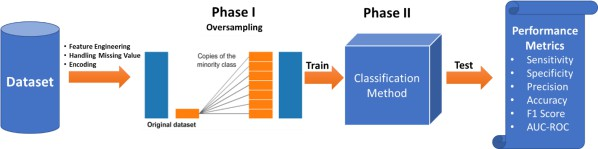 Dataset
• Feature Engineering
• Handling Missing Value
• Encoding
Phase I
Oversampling
Copies of the
minority class
Original dataset
Train
Phase II
Classification
Method
Test
Performance
Metrics
• Sensitivity
• Specificity
• Precision
• Accuracy
• F1 Score
• AUC-ROC